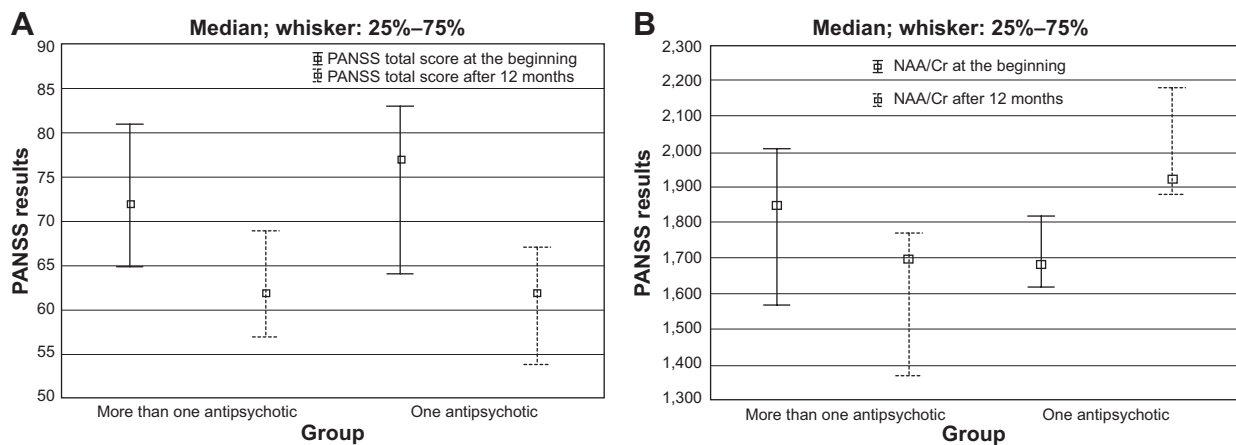 A
Median; whisker: 25%–75%
PANSS total score at the beginning
PANSS total score after 12 months
PANSS results
90
85
80
75
70
65
60
55
50
More than one antipsychotic
One antipsychotic
Group
B
Median; whisker: 25%–75%
NAA/Cr at the beginning
NAA/Cr after 12 months
PANSS results
2,300
2,200
2,100
2,000
1,900
1,800
1,700
1,600
1,500
1,400
1,300
More than one antipsychotic
One antipsychotic
Group